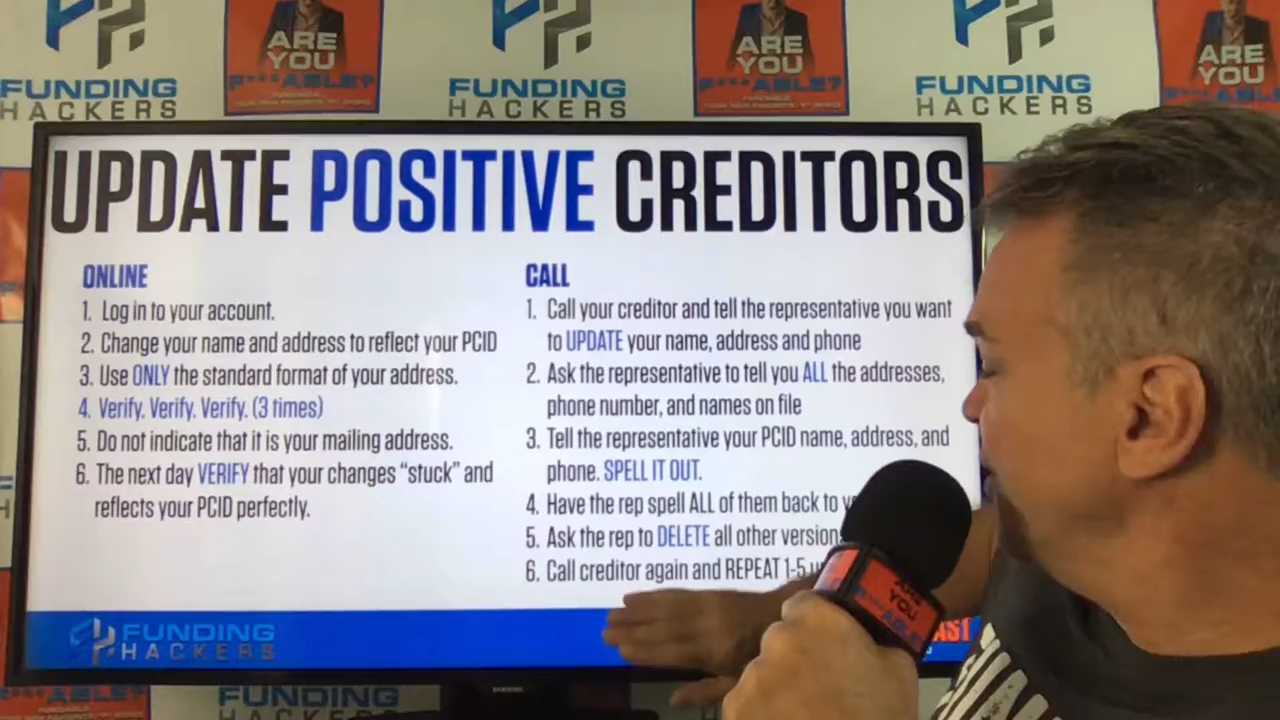 ARE
YOU
F***ABLE?
FUNDING
HACKERS
FUNDING
HACKERS
ARE
YOU
F***ABLE?
FUNDING
HACKERS
ARE
YOU
F***ABLE?
UPDATE POSITIVE CREDITORS
ONLINE
1. Log in to your account.
2. Change your name and address to reflect your PCID
3. Use ONLY the standard format of your address.
4. Verify. Verify. Verify. (3 times)
5. Do not indicate that it is your mailing address.
6. The next day VERIFY that your changes “stuck” and
reflects your PCID perfectly.
CALL
1. Call your creditor and tell the representative you want
to UPDATE your name, address and phone
2. Ask the representative to tell you ALL the addresses,
phone number, and names on file
3. Tell the representative your PCID name, address, and
phone. SPELL IT OUT.
4. Have the rep spell ALL of them back to
5. Ask the rep to DELETE all other version
6. Call creditor again and REPEAT 1-5
FUNDING
HACKERS
ARE
YOU
FUNDING
HACKERS
SAMSUNG